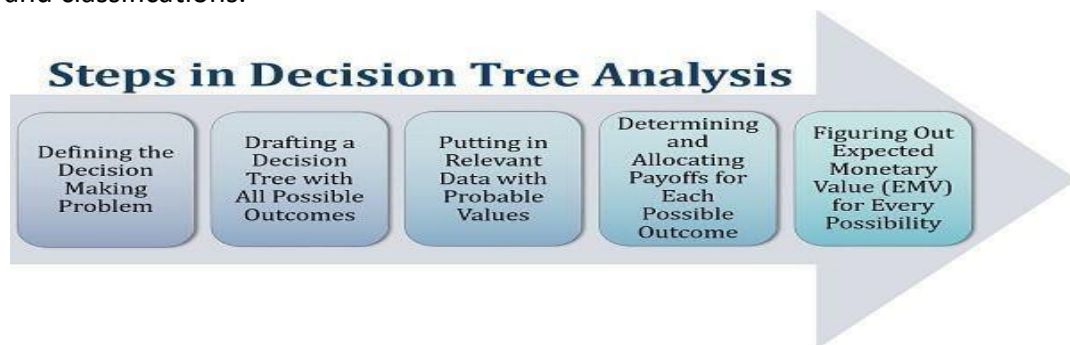 and classifications.
Steps in Decision Tree Analysis
Defining the
Decision
Making
Problem
Drafting a
Decision
Tree with
All Possible
Outcomes
Putting in
Relevant
Data with
Probable
Values
Determining
and
Allocating
Payoffs for
Each
Possible
Outcome
Figuring Out
Expected
Monetary
Value (EMV)
for Every
Possibility